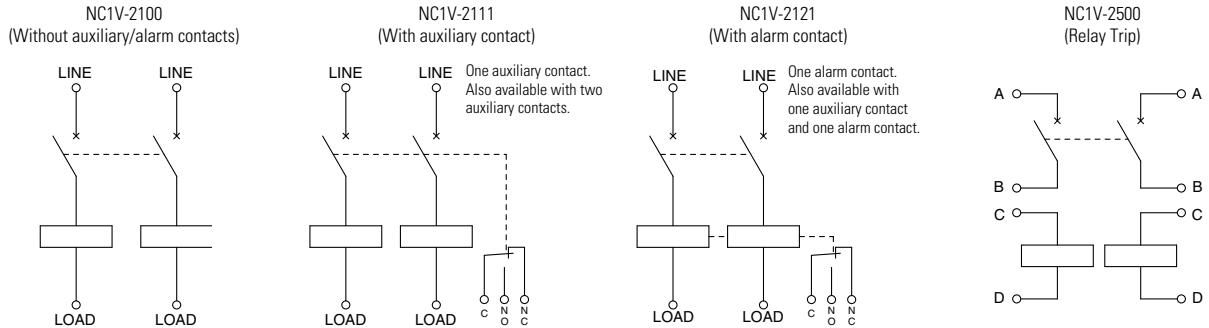 NC1V-2100
(Without auxiliary/alarm contacts)
LINE LINE
LOAD LOAD
NC1V-2111
(With auxiliary contact)
LINE LINE
One auxiliary contact.
Also available with two
auxiliary contacts.
C NO NC
LOAD LOAD
NC1V-2121
(With alarm contact)
LINE LINE
One alarm contact.
Also available with
one auxiliary contact
and one alarm contact.
C NO NC
LOAD LOAD
NC1V-2500
(Relay Trip)
A A
B B
C C
D D